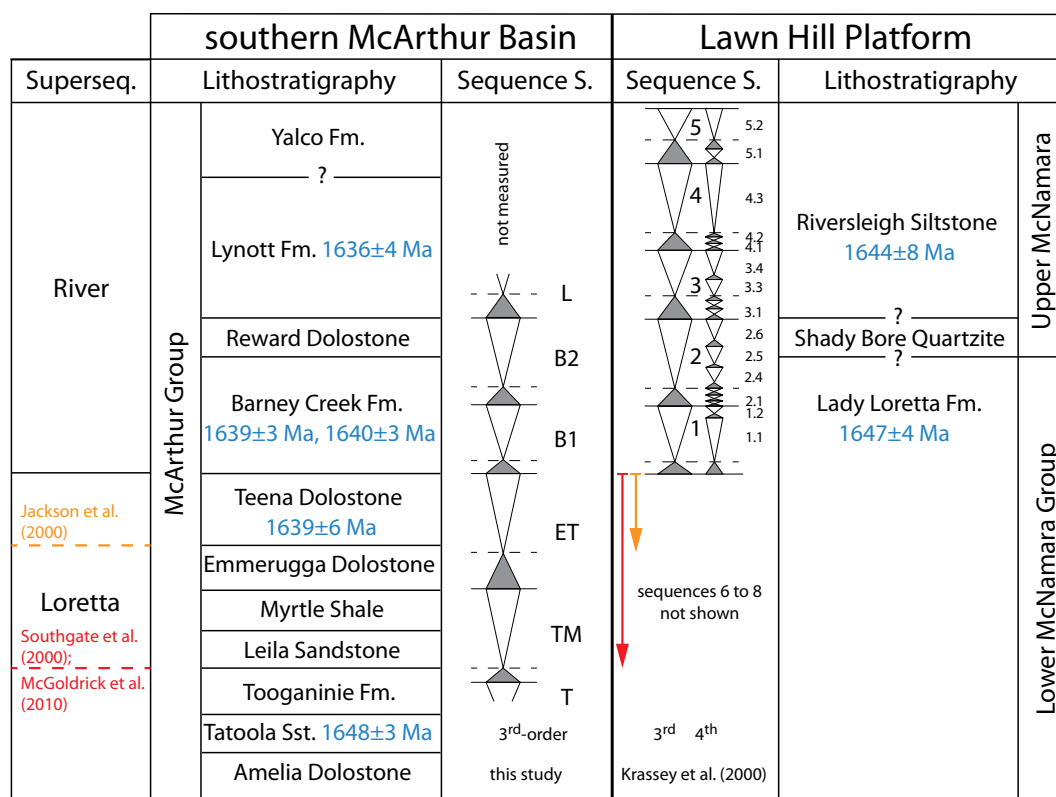 southern McArthur Basin
Lawn Hill Platform
Superseq.
Lithostratigraphy
Sequence S.
Sequence S.
Lithostratigraphy
River
Jackson et al.
(2000)
Loretta
Southgate et al.
(2000);
McGoldrick et al.
(2010)
McArthur Group
Yalco Fm.
?
Lynott Fm. 1636±4 Ma
Reward Dolostone
Barney Creek Fm.
1639±3 Ma, 1640±3 Ma
Teena Dolostone
1639±6 Ma
Emmerugga Dolostone
Myrtle Shale
Leila Sandstone
Tooganinie Fm.
Tatoola Sst. 1648±3 Ma
Amelia Dolostone
not measured
L
B2
B1
ET
TM
T
3rd-order
this study
5
4
3
2
1
5.2
5.1
4.3
4.2
4.1
3.4
3.3
3.1
2.6
2.5
2.4
2.1
1.2
1.1
sequences 6 to 8
not shown
3rd 4th
Krassey et al. (2000)
Riversleigh Siltstone
1644±8 Ma
?
Shady Bore Quartzite
?
Lady Loretta Fm.
1647±4 Ma
Upper McNamara
Lower McNamara Group